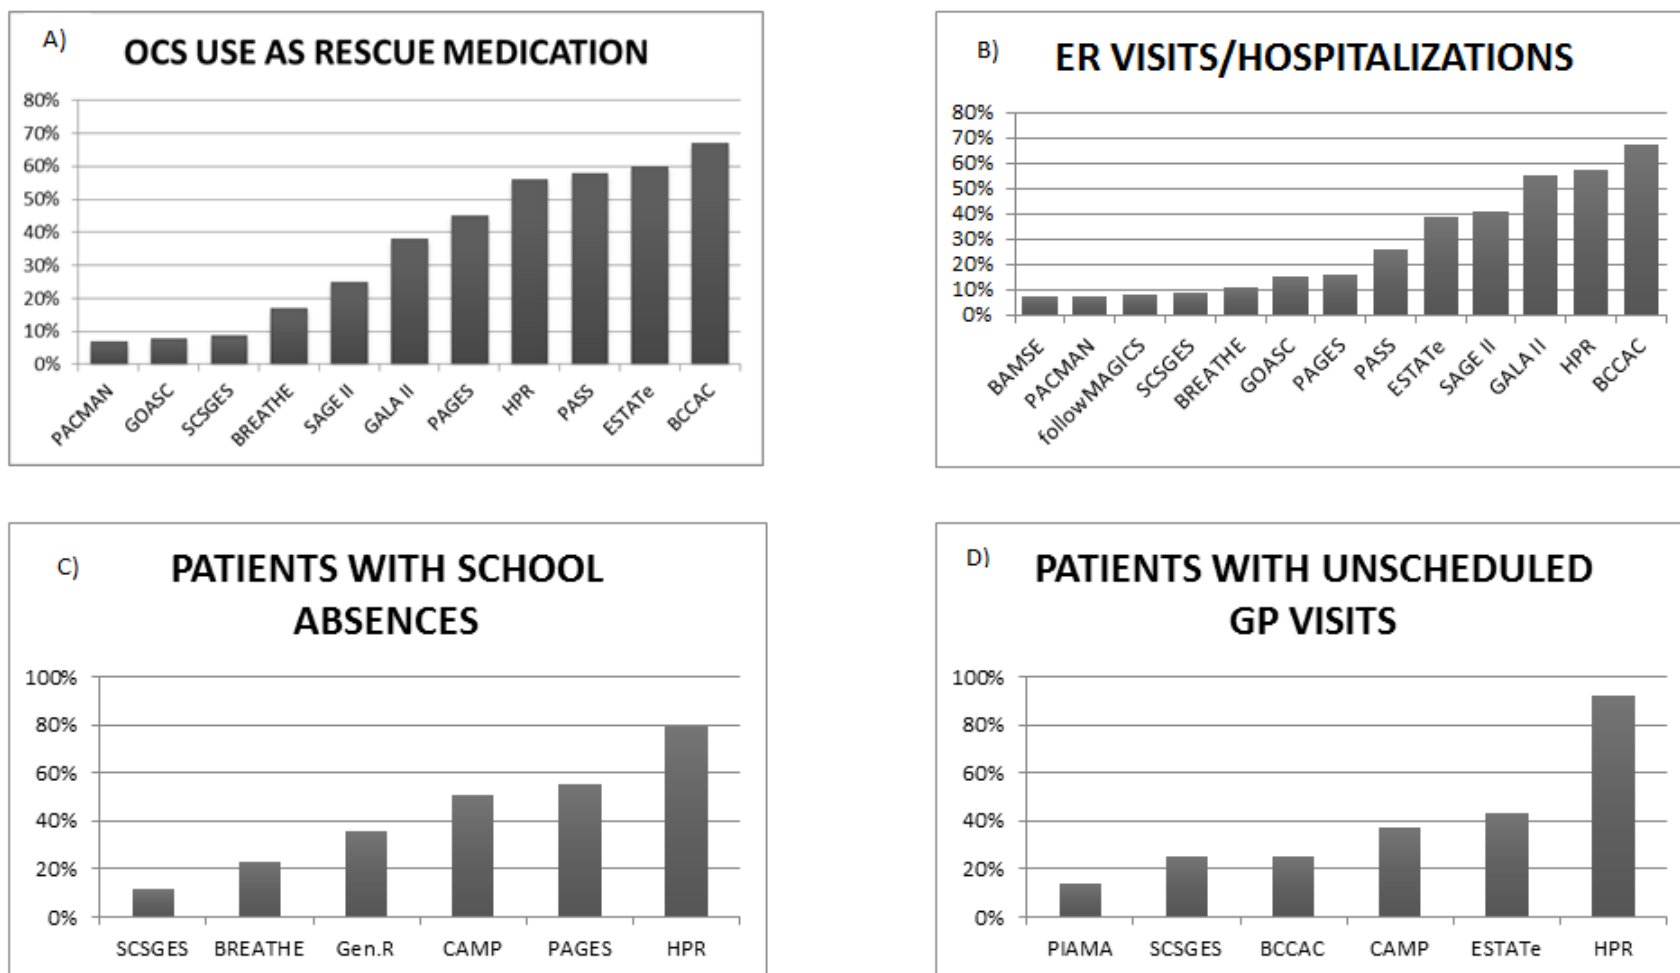 A)
OCS USE AS RESCUE MEDICATION
80%
70%
60%
50%
40%
30%
20%
10%
0%
PACMAN
GOASC
SCSGES
BREATHE
SAGE II
GALA II
PAGES
HPR
PASS
ESTATe
BCCAC
B)
ER VISITS/HOSPITALIZATIONS
80%
70%
60%
50%
40%
30%
20%
10%
0%
BAMSE
PACMAN
followMAGICS
SCSGES
BREATHE
GOASC
PAGES
PASS
ESTATe
SAGE II
GALA II
HPR
BCCAC
C)
PATIENTS WITH SCHOOL
ABSENCES
100%
80%
60%
40%
20%
0%
SCSGES BREATHE Gen.R CAMP PAGES HPR
D)
PATIENTS WITH UNSCHEDULED
GP VISITS
100%
80%
60%
40%
20%
0%
PIAMA SCSGES BCCAC CAMP ESTATe HPR